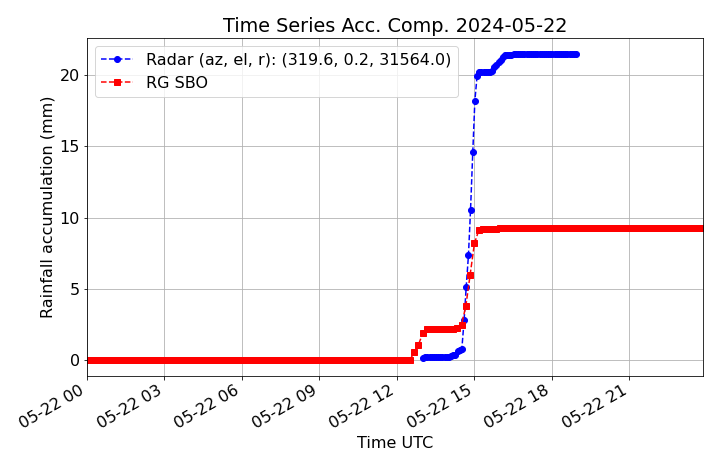 Time Series Acc. Comp. 2024-05-22
Radar (az, el, r): (319.6, 0.2, 31564.0)
RG SBO
Rainfall accumulation (mm)
20
15
10
5
0
05-22 00
05-22 03
05-22 06
05-22 09
05-22 12
05-22 15
05-22 18
05-22 21
Time UTC